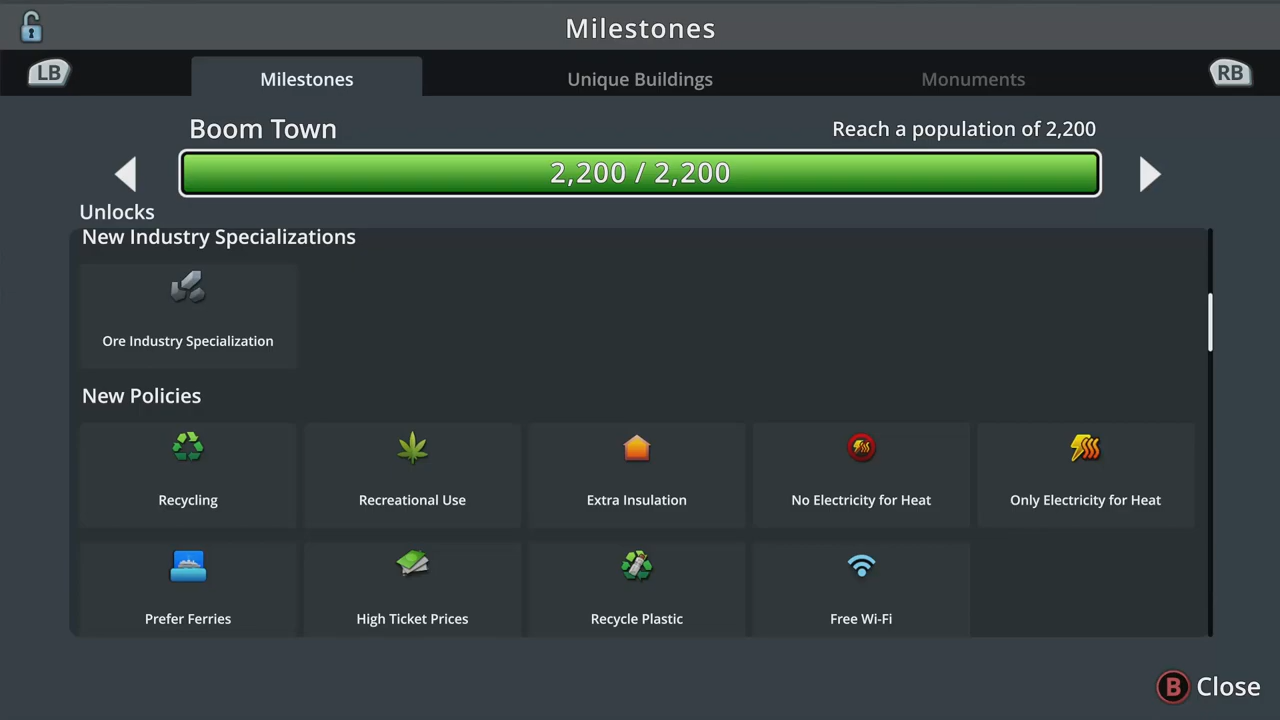 Milestones
LB
Milestones
Unique Buildings
Monuments
RB
Boom Town
Reach a population of 2,200
2,200 / 2,200
Unlocks
New Industry Specializations
Ore Industry Specialization
New Policies
Recycling
Recreational Use
Extra Insulation
No Electricity for Heat
Only Electricity for Heat
Prefer Ferries
High Ticket Prices
Recycle Plastic
Free Wi-Fi
B Close